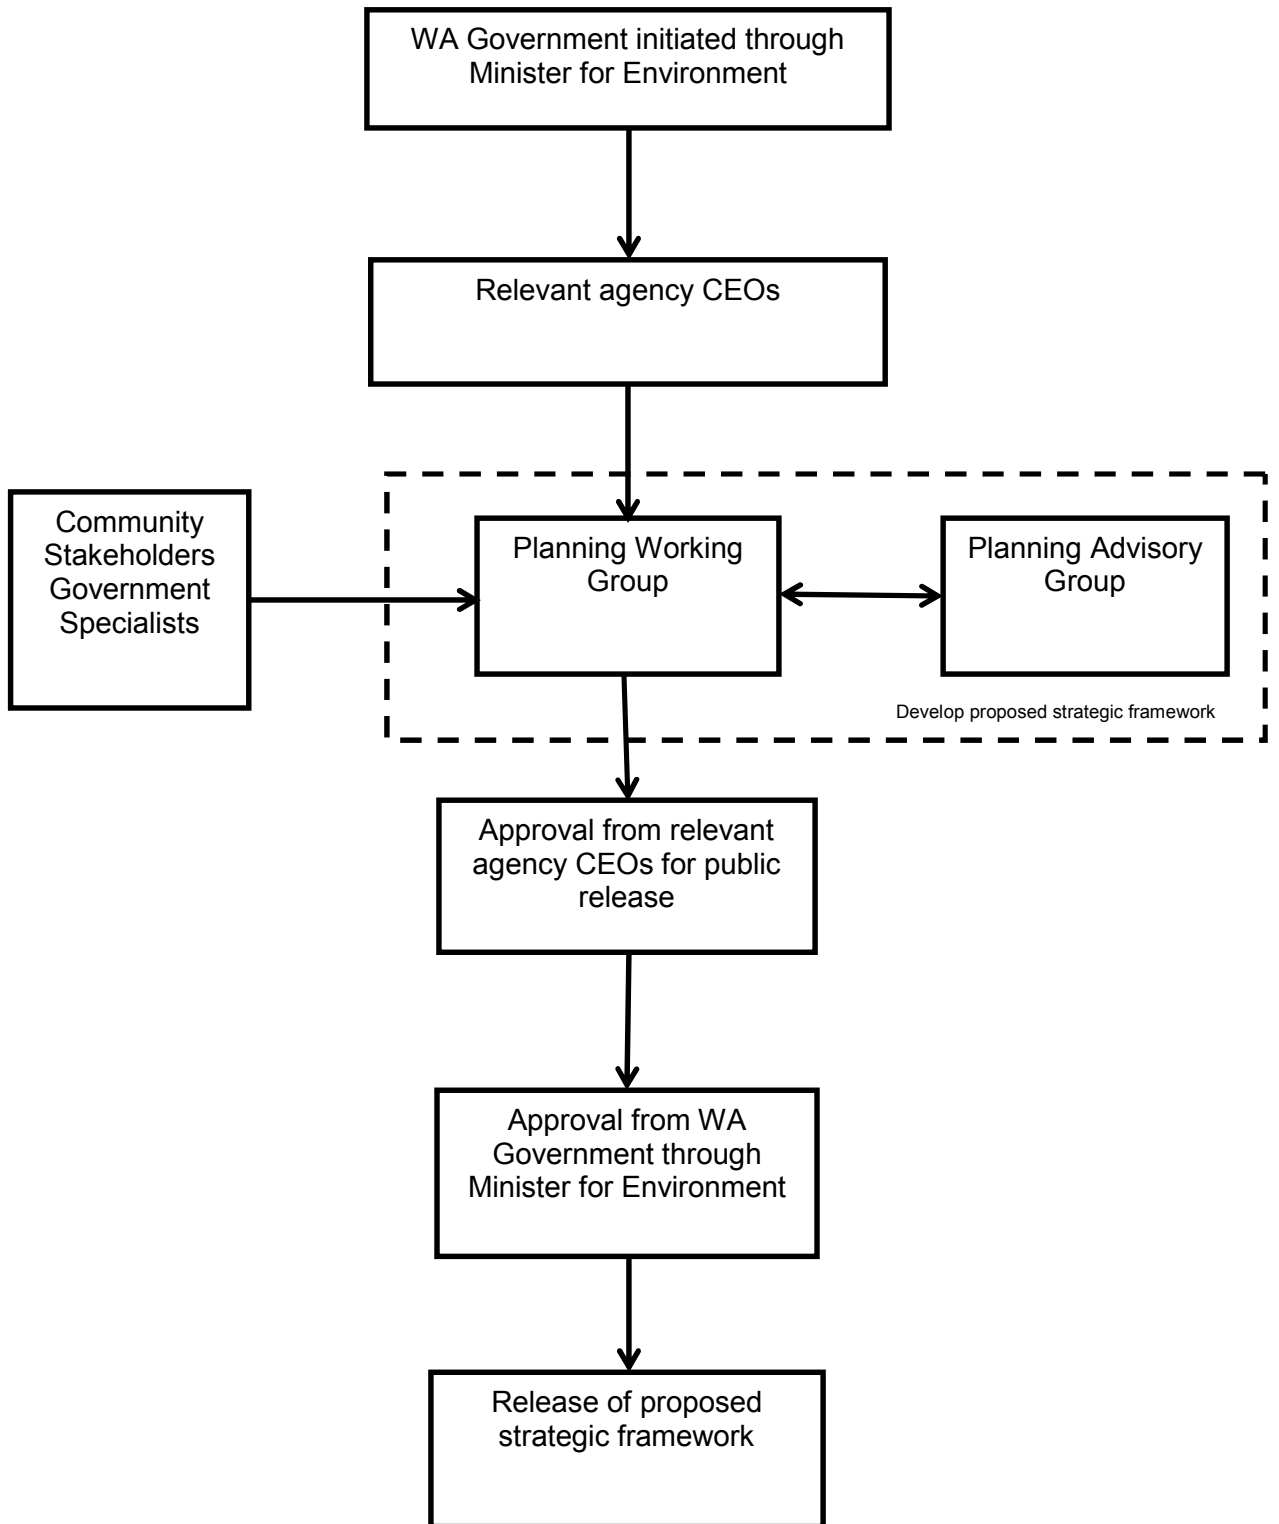 WA Government initiated through
Minister for Environment
Relevant agency CEOs
Community
Stakeholders
Government
Specialists
Planning Working
Group
Planning Advisory
Group
Develop proposed strategic framework
Approval from relevant
agency CEOs for public
release
Approval from WA
Government through
Minister for Environment
Release of proposed
strategic framework